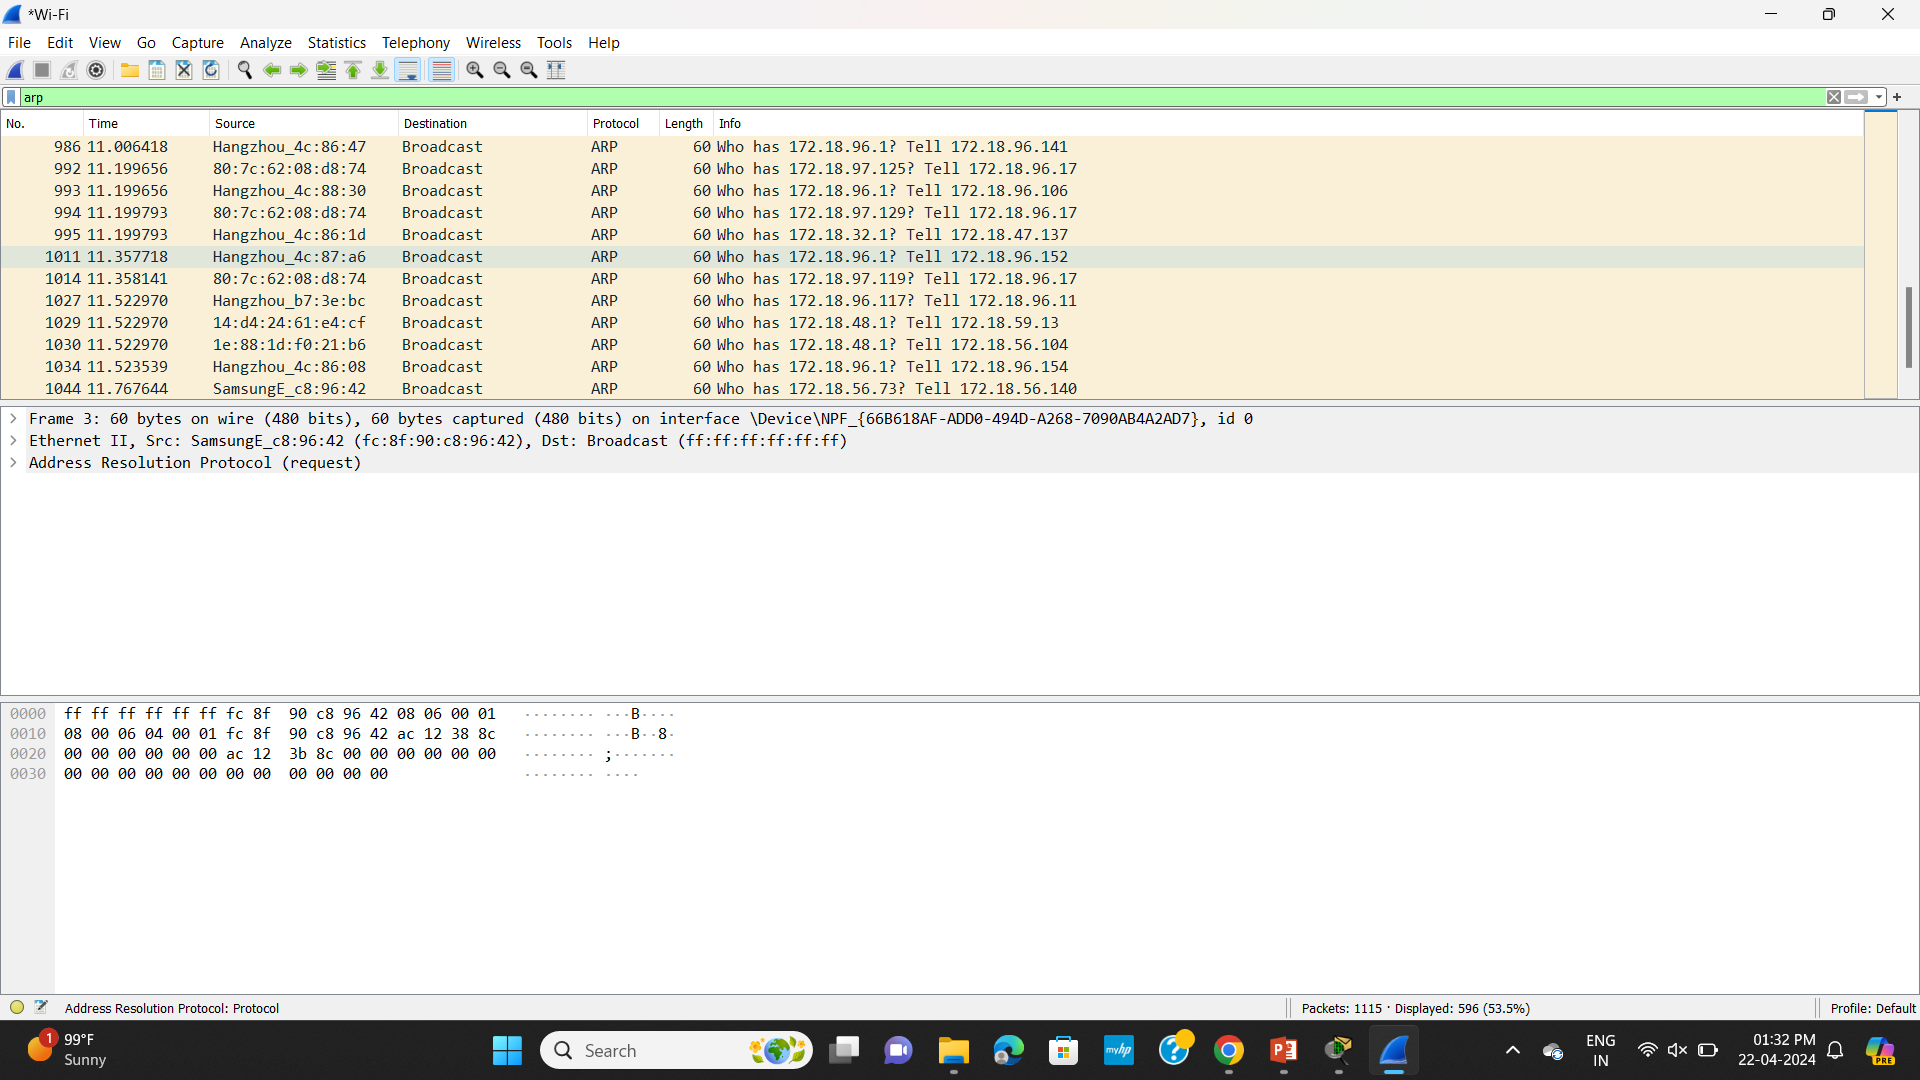 *Wi-Fi
File Edit View Go Capture Analyze Statistics Telephony Wireless Tools Help
arp
No. Time Source Destination Protocol Length Info
986 11.006418 Hangzhou_4c:86:47 Broadcast ARP 60 Who has 172.18.96.1? Tell 172.18.96.141
992 11.199656 80:7c:62:08:d8:74 Broadcast ARP 60 Who has 172.18.97.125? Tell 172.18.96.17
993 11.199656 Hangzhou_4c:88:30 Broadcast ARP 60 Who has 172.18.96.1? Tell 172.18.96.106
994 11.199793 80:7c:62:08:d8:74 Broadcast ARP 60 Who has 172.18.97.129? Tell 172.18.96.17
995 11.199793 Hangzhou_4c:86:1d Broadcast ARP 60 Who has 172.18.32.1? Tell 172.18.47.137
1011 11.357718 Hangzhou_4c:87:a6 Broadcast ARP 60 Who has 172.18.96.1? Tell 172.18.96.152
1014 11.358141 80:7c:62:08:d8:74 Broadcast ARP 60 Who has 172.18.97.119? Tell 172.18.96.17
1027 11.522970 Hangzhou_b7:3e:bc Broadcast ARP 60 Who has 172.18.96.117? Tell 172.18.96.11
1029 11.522970 14:d4:24:61:e4:cf Broadcast ARP 60 Who has 172.18.48.1? Tell 172.18.59.13
1030 11.522970 1e:88:1d:f0:21:b6 Broadcast ARP 60 Who has 172.18.48.1? Tell 172.18.56.104
1034 11.523539 Hangzhou_4c:86:08 Broadcast ARP 60 Who has 172.18.96.1? Tell 172.18.96.154
1044 11.767644 SamsungE_c8:96:42 Broadcast ARP 60 Who has 172.18.56.73? Tell 172.18.56.140
Frame 3: 60 bytes on wire (480 bits), 60 bytes captured (480 bits) on interface \Device\NPF_{66B618AF-ADD0-494D-A268-7090AB4A2AD7}, id 0
Ethernet II, Src: SamsungE_c8:96:42 (fc:8f:90:c8:96:42), Dst: Broadcast (ff:ff:ff:ff:ff:ff)
Address Resolution Protocol (request)
0000 ff ff ff ff ff ff fc 8f 90 c8 96 42 08 06 00 01 ········ ···B····
0010 08 00 06 04 00 01 fc 8f 90 c8 96 42 ac 12 38 8c ········ ···B··8·
0020 00 00 00 00 00 00 ac 12 3b 8c 00 00 00 00 00 00 ········ ;·······
0030 00 00 00 00 00 00 00 00 00 00 00 00 ········ ····
Address Resolution Protocol: Protocol Packets: 1115 · Displayed: 596 (53.5%) Profile: Default
1 99°F
Sunny
Search
myhp
ENG
IN
01:32 PM
22-04-2024
PRE